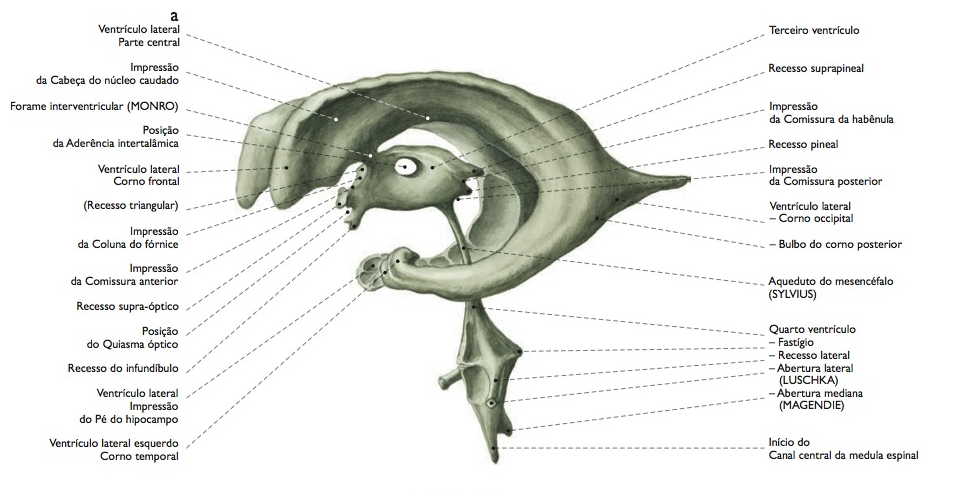 a
Ventrículo lateral
Parte central
Impressão
da Cabeça do núcleo caudado
Forame interventricular (MONRO)
Posição
da Aderência intertalâmica
Ventrículo lateral
Corno frontal
(Recesso triangular)
Impressão
da Coluna do fórnice
Impressão
da Comissura anterior
Recesso supra-óptico
Posição
do Quiasma óptico
Recesso do infundíbulo
Ventrículo lateral
Impressão
do Pé do hipocampo
Ventrículo lateral esquerdo
Corno temporal
Terceiro ventrículo
Recesso suprapineal
Impressão
da Comissura da habênula
Recesso pineal
Impressão
da Comissura posterior
Ventrículo lateral
– Corno occipital
– Bulbo do corno posterior
Aqueduto do mesencéfalo
(SYLVIUS)
Quarto ventrículo
– Fastígio
– Recesso lateral
– Abertura lateral
(LUSCHKA)
– Abertura mediana
(MAGENDIE)
Início do
Canal central da medula espinal